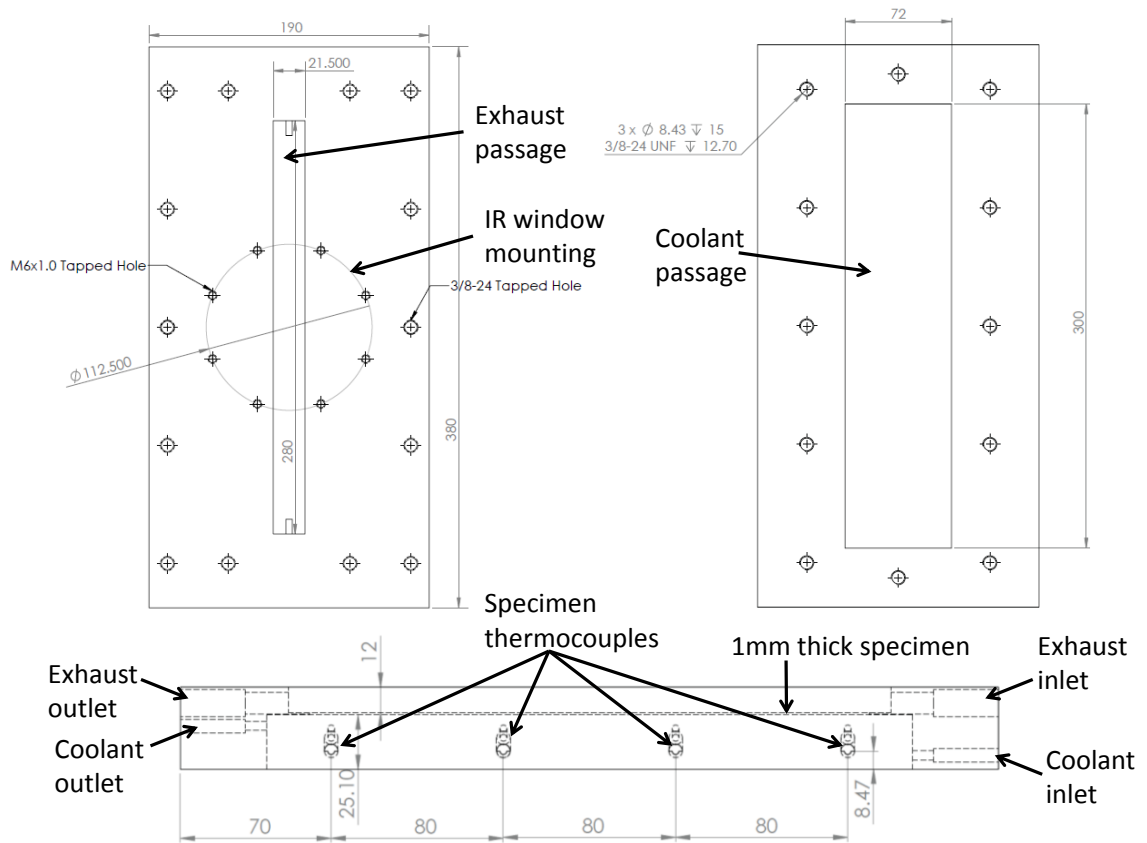 190
21.500
Exhaust
passage
IR window
mounting
M6x1.0 Tapped Hole
3/8-24 Tapped Hole
Ø112.500
280
380
72
3 x Ø 8.43 ↧ 15
3/8-24 UNF ↧ 12.70
Coolant
passage
300
Specimen
thermocouples
1mm thick specimen
Exhaust
outlet
Coolant
outlet
Exhaust
inlet
Coolant
inlet
12
25.10
8.47
70
80
80
80